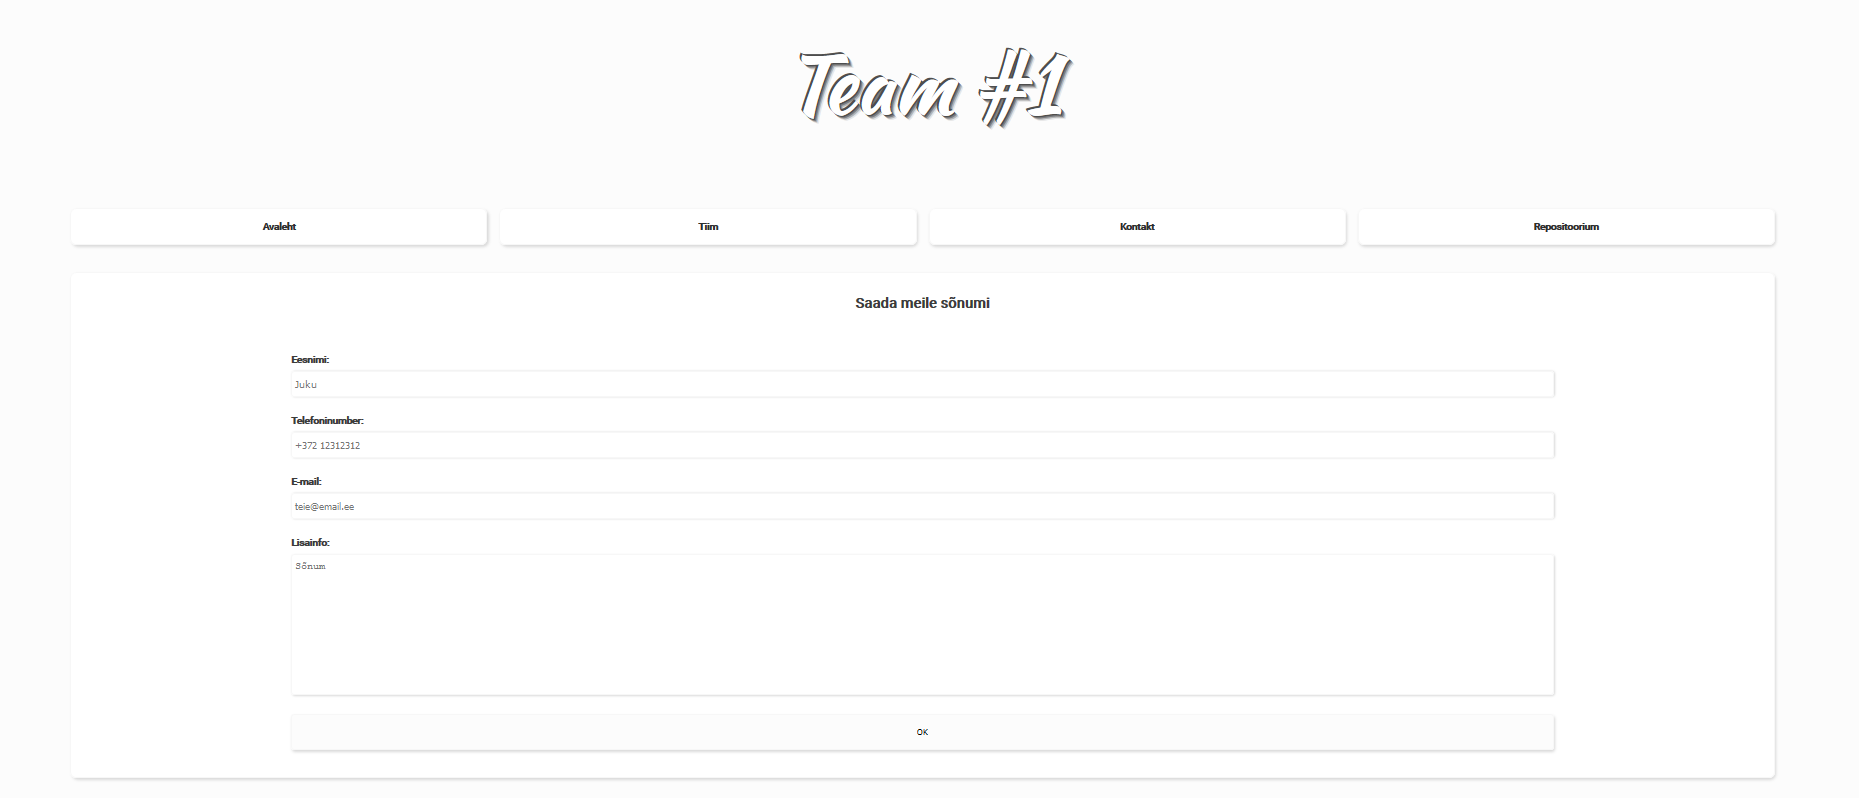 Team #1
Avaleht
Tiim
Kontakt
Repositoorium
Saada meile sõnumi
Eesnimi:
Juku
Telefoninumber:
+372 12312312
E-mail:
teie@email.ee
Lisainfo:
Sõnum
OK